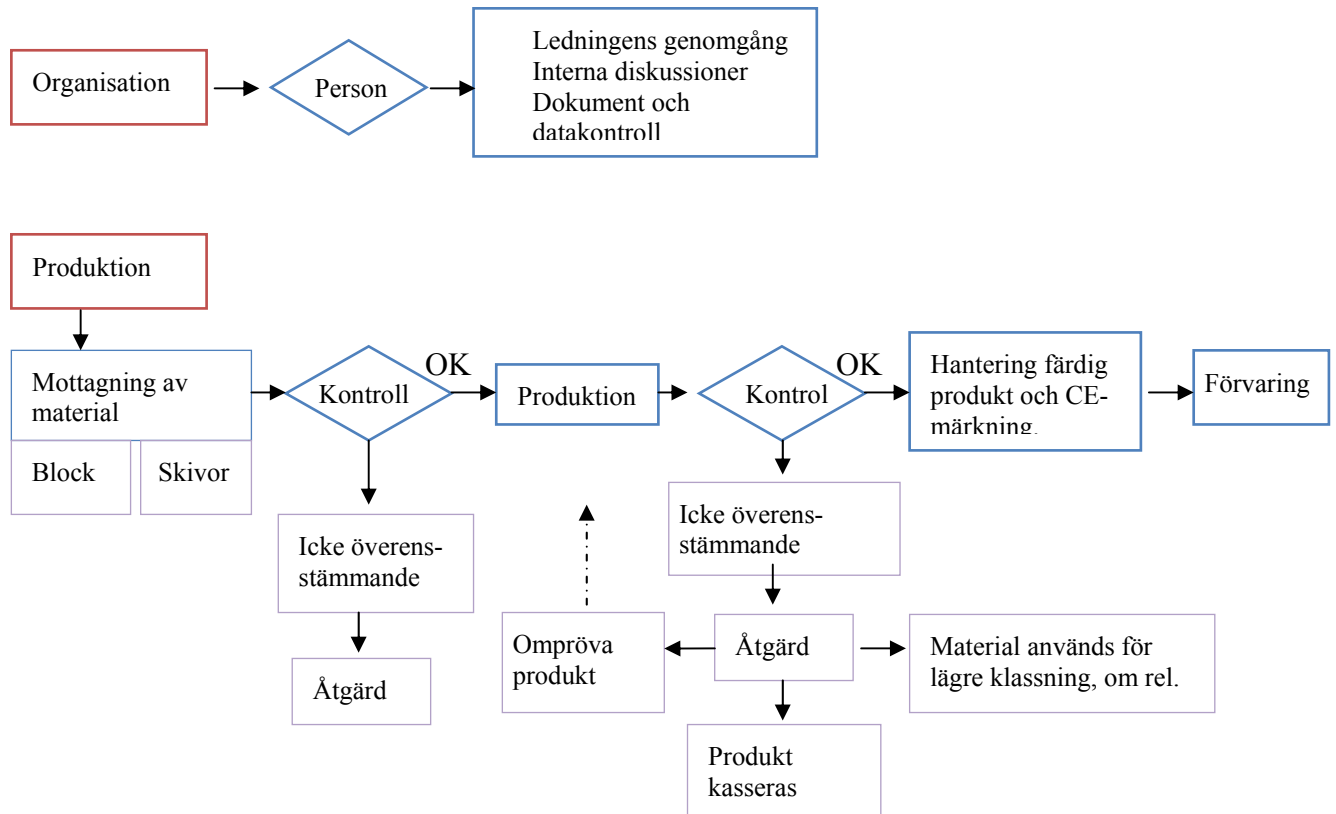 Organisation
Person
Ledningens genomgång
Interna diskussioner
Dokument och
datakontroll
Produktion
Mottagning av
material
Block
Skivor
Kontroll
OK
Produktion
Kontrol
OK
Hantering färdig
produkt och CE-
märkning.
Förvaring
Icke överens-
stämmande
Åtgärd
Icke överens-
stämmande
Ompröva
produkt
Åtgärd
Material används för
lägre klassning, om rel.
Produkt
kasseras